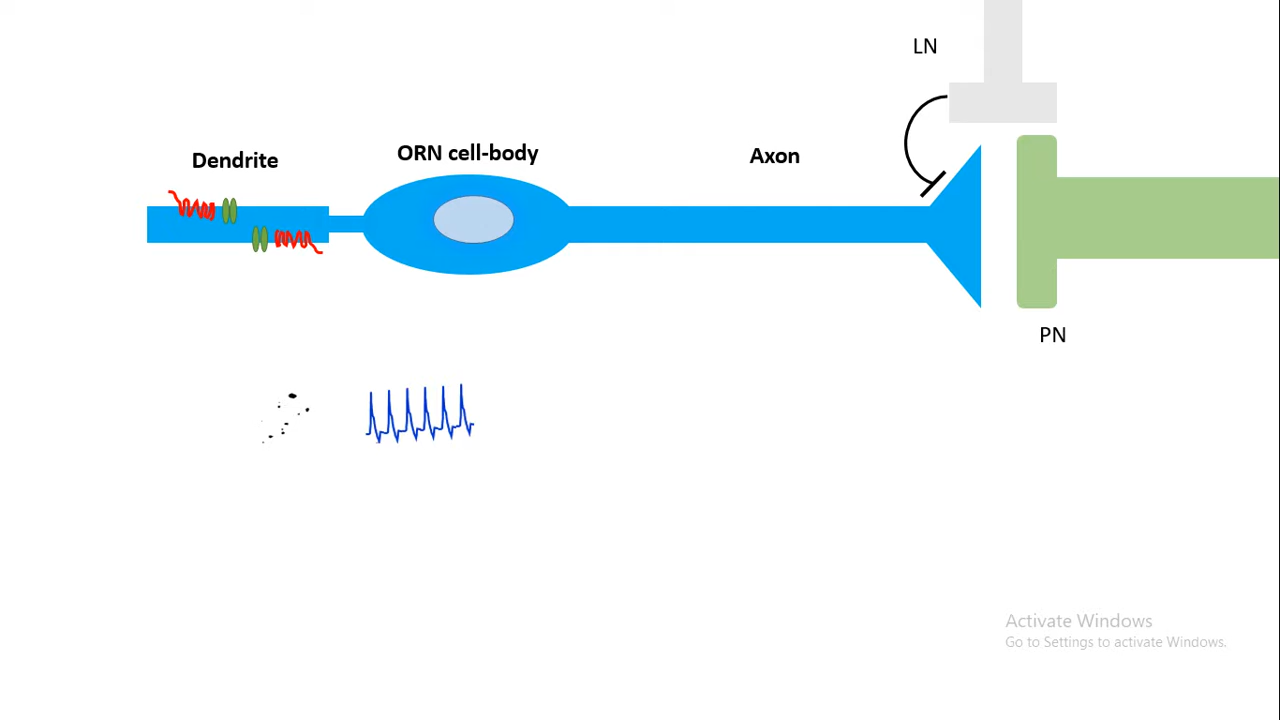 LN
Dendrite
ORN cell-body
Axon
PN
Activate Windows
Go to Settings to activate Windows.